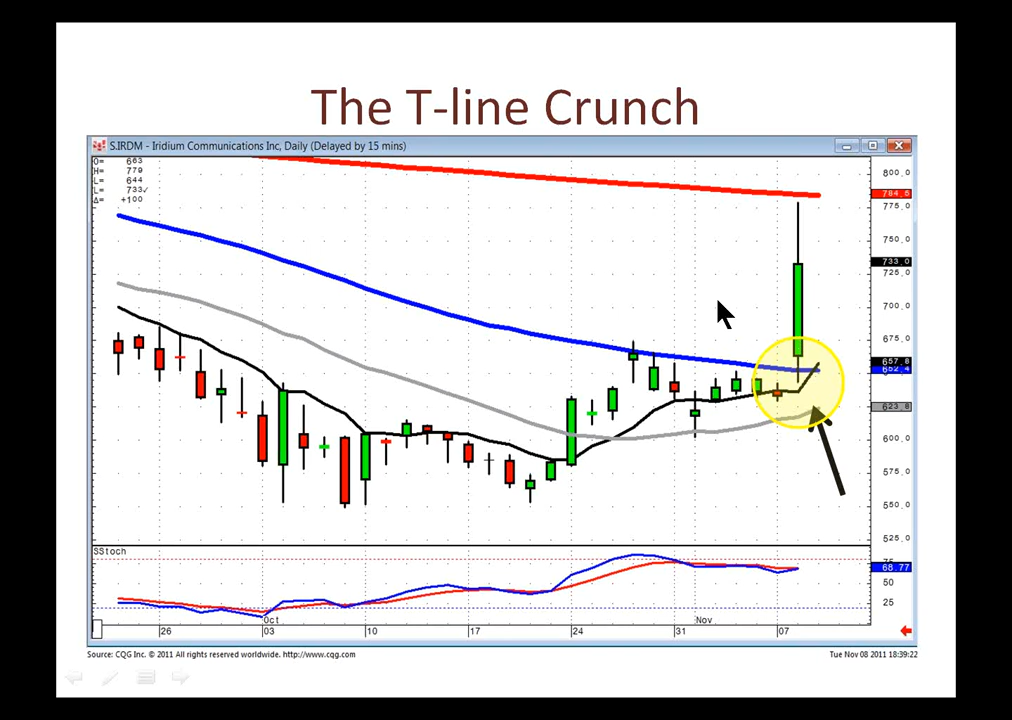 The T-line Crunch
S.IRDM - Iridium Communications Inc, Daily (Delayed by 15 mins)
O= 663
H= 779
L= 644
L= 733✓
Δ= +100
800.0
784.5
775.0
750.0
733.0
725.0
700.0
675.0
657.8
652.4
623.8
600.0
575.0
550.0
525.0
SStoch
75
68.77
50
25
Oct
Nov
26
03
10
17
24
31
07
Source: CQG Inc. © 2011 All rights reserved worldwide. http://www.cqg.com
Tue Nov 08 2011 18:39:22